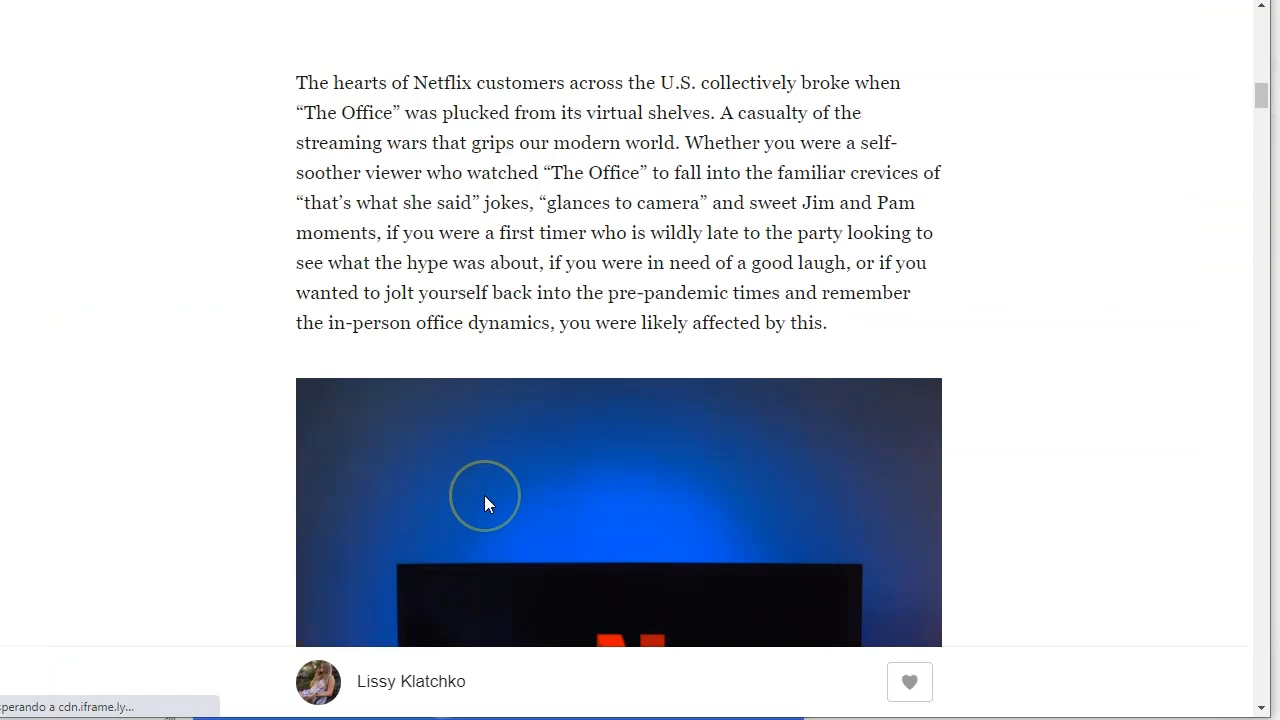 The hearts of Netflix customers across the U.S. collectively broke when
“The Office” was plucked from its virtual shelves. A casualty of the
streaming wars that grips our modern world. Whether you were a self-
soother viewer who watched “The Office” to fall into the familiar crevices of
“that’s what she said” jokes, “glances to camera” and sweet Jim and Pam
moments, if you were a first timer who is wildly late to the party looking to
see what the hype was about, if you were in need of a good laugh, or if you
wanted to jolt yourself back into the pre-pandemic times and remember
the in-person office dynamics, you were likely affected by this.
Lissy Klatchko
sperando a cdn.iframe.ly...